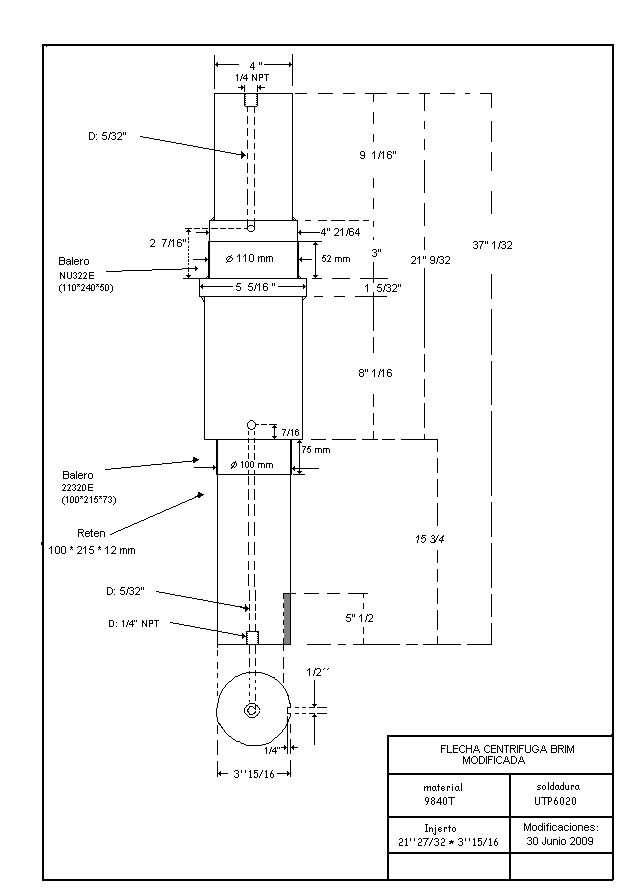 4 "
1/4 NPT
D: 5/32"
9 1/16"
37" 1/32
2 7/16"
4" 21/64
3"
21" 9/32
Balero
NU322E
(110*240*50)
Ø 110 mm
52 mm
5 5/16 "
1 5/32"
8" 1/16
7/16
75 mm
Ø 100 mm
Balero
22320E
(100*215*73)
Reten
100 * 215 * 12 mm
15 3/4
D: 5/32"
5" 1/2
D: 1/4" NPT
1/2´´
1/4"
3''15/16
FLECHA CENTRIFUGA BRIM
MODIFICADA
material
9840T
soldadura
UTP6020
Injerto
21''27/32 * 3''15/16
Modificaciones:
30 Junio 2009